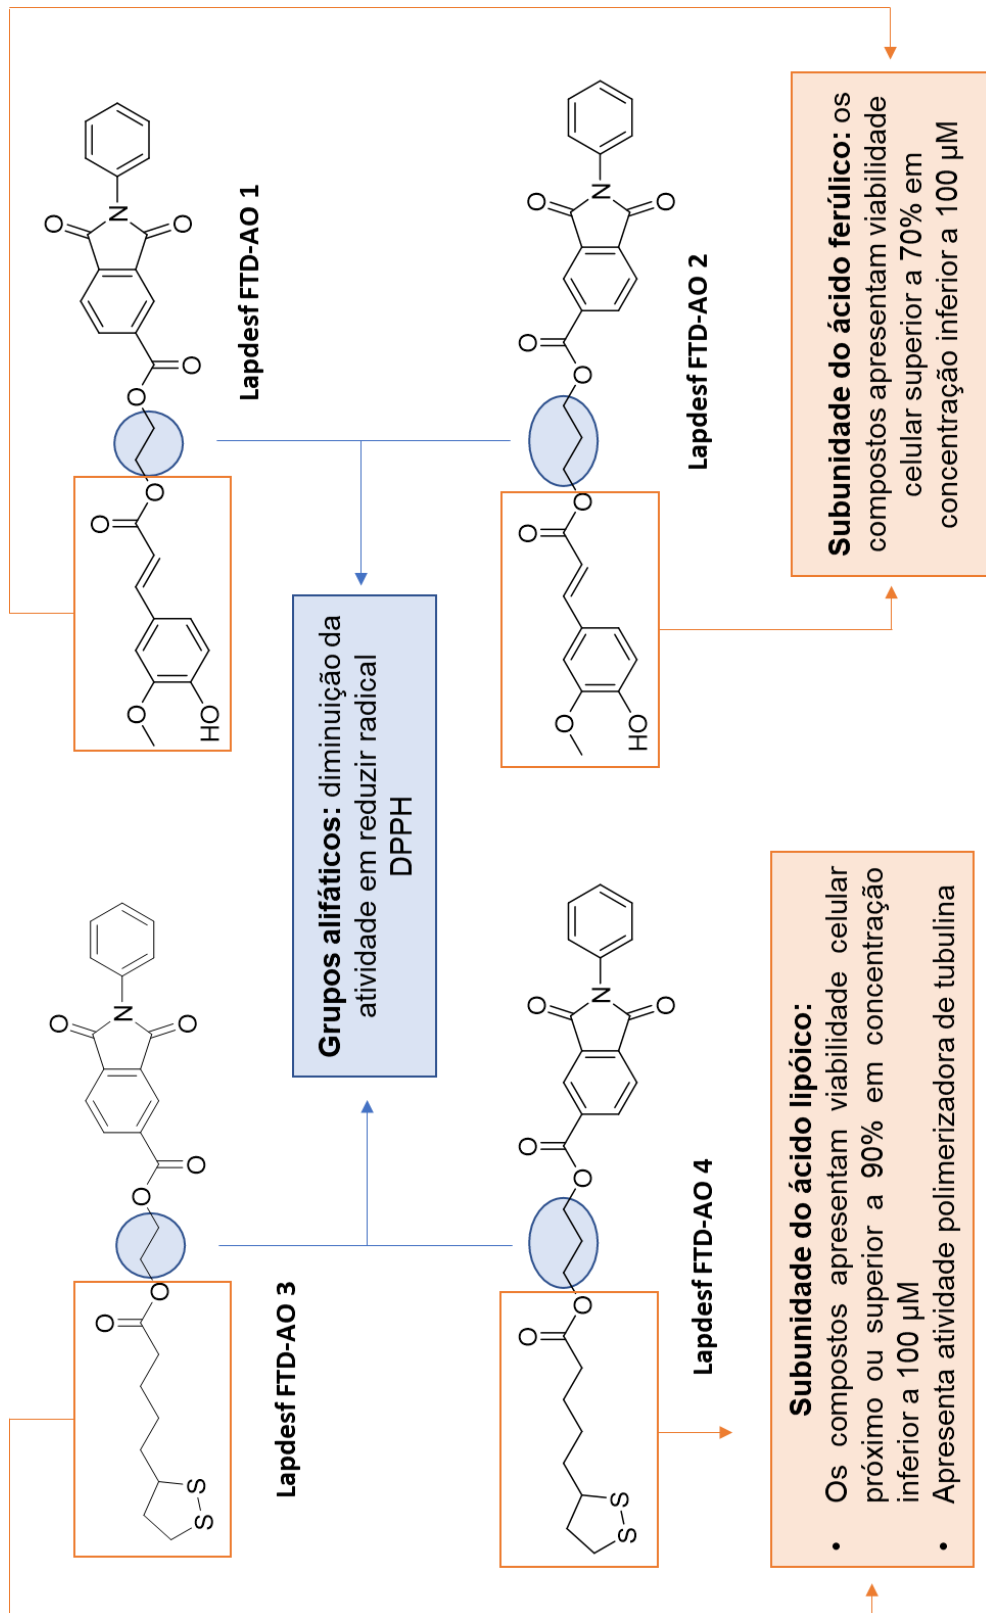 O
O
N
O
O
O
O
S
S
Lapdesf FTD-AO 3
O
O
N
O
O
O
O
O
HO
Lapdesf FTD-AO 1
Grupos alifáticos: diminuição da
atividade em reduzir radical
DPPH
O
O
N
O
O
O
O
S
S
Lapdesf FTD-AO 4
O
O
N
O
O
O
O
O
HO
Lapdesf FTD-AO 2
Subunidade do ácido lipóico:
• Os compostos apresentam viabilidade celular
próximo ou superior a 90% em concentração
inferior a 100 µM
• Apresenta atividade polimerizadora de tubulina
Subunidade do ácido ferúlico: os
compostos apresentam viabilidade
celular superior a 70% em
concentração inferior a 100 µM